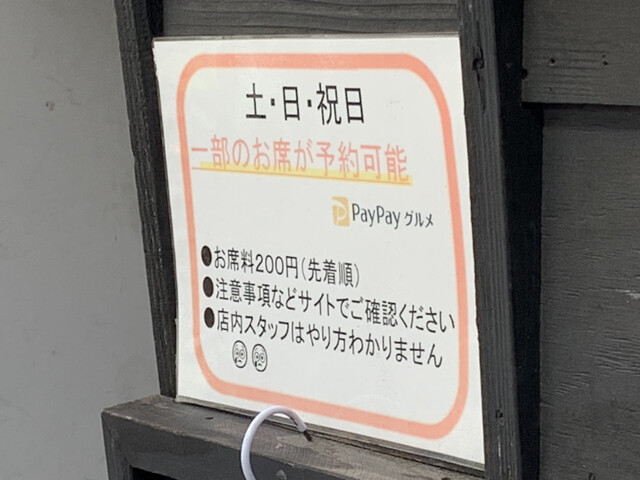 土・日・祝日
一部のお席が予約可能
PayPay グルメ
●お席料200円(先着順)
●注意事項などサイトでご確認ください
●店内スタッフはやり方わかりません